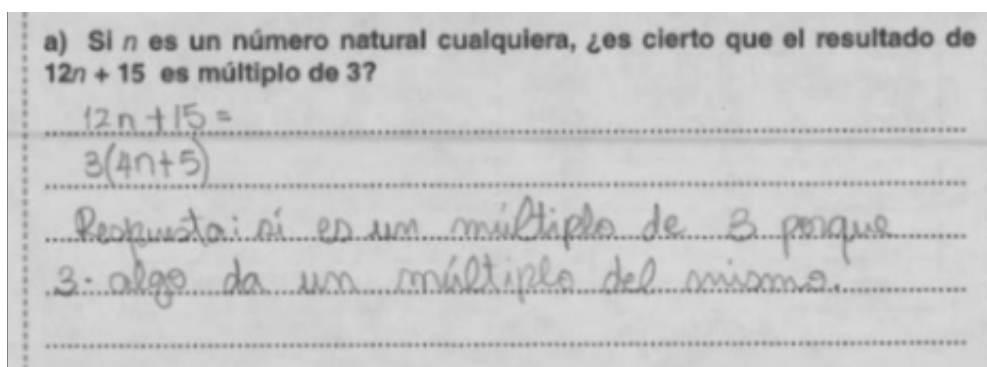 a) Si n es un número natural cualquiera, ¿es cierto que el resultado de
12n + 15 es múltiplo de 3?
12n + 15 =
3(4n+5)
Respuesta: sí es un múltiplo de 3 porque
3· algo da un múltiplo del mismo.